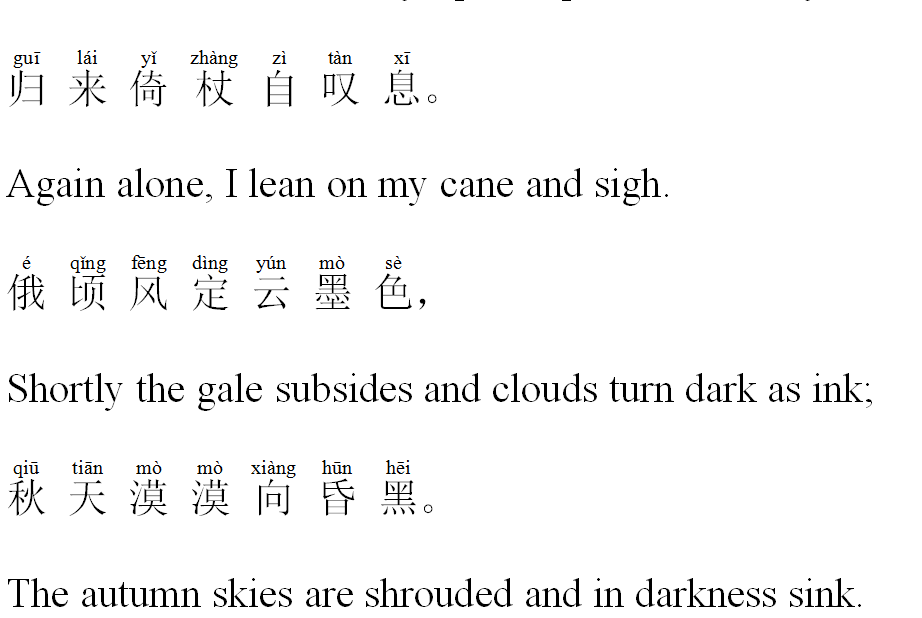 guī lái yǐ zhàng zì tàn xī
归来倚杖自叹息。
Again alone, I lean on my cane and sigh.
é qǐng fēng dìng yún mò sè
俄顷风定云墨色，
Shortly the gale subsides and clouds turn dark as ink;
qiū tiān mò mò xiàng hūn hēi
秋天漠漠向昏黑。
The autumn skies are shrouded and in darkness sink.